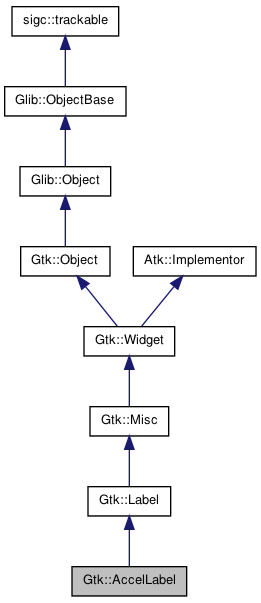 sigc::trackable
Glib::ObjectBase
Glib::Object
Gtk::Object
Atk::Implementor
Gtk::Widget
Gtk::Misc
Gtk::Label
Gtk::AccelLabel